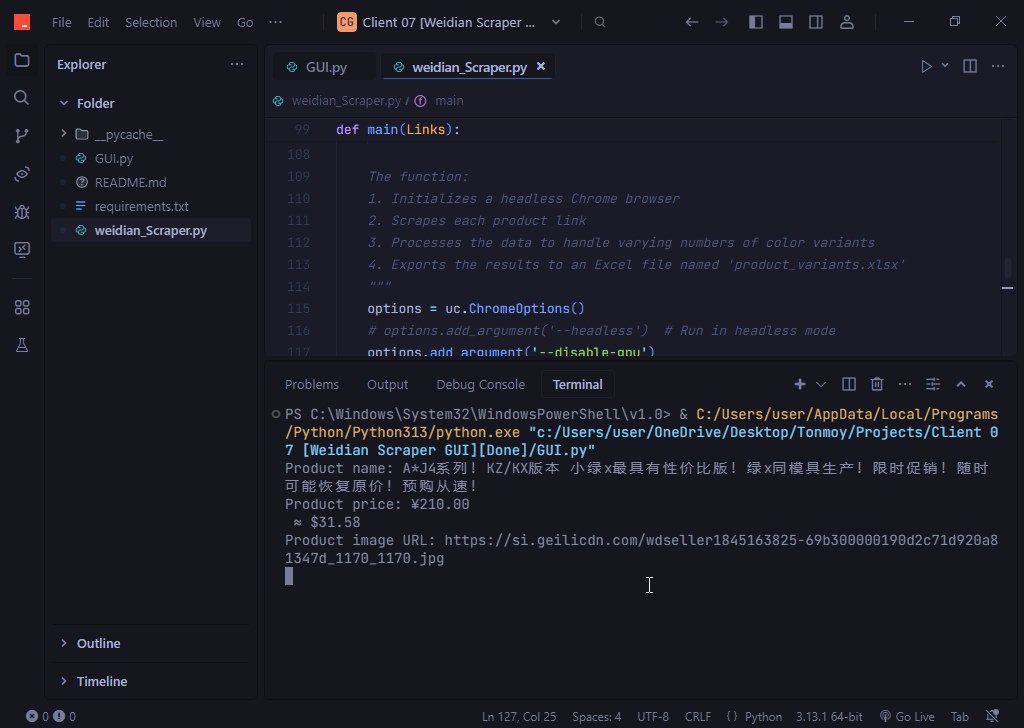 File Edit Selection View Go ··· CG Client 07 [Weidian Scraper ...
Explorer ···
Folder
__pycache__
GUI.py
README.md
requirements.txt
weidian_Scraper.py
Outline
Timeline
GUI.py weidian_Scraper.py
weidian_Scraper.py / main
99 def main(Links):
108
109 The function:
110 1. Initializes a headless Chrome browser
111 2. Scrapes each product link
112 3. Processes the data to handle varying numbers of color variants
113 4. Exports the results to an Excel file named 'product_variants.xlsx'
114 """
115 options = uc.ChromeOptions()
116 # options.add_argument('--headless') # Run in headless mode
117 options.add_argument('--disable-gpu')
Problems Output Debug Console Terminal
PS C:\Windows\System32\WindowsPowerShell\v1.0> & C:/Users/user/AppData/Local/Programs
/Python/Python313/python.exe "c:/Users/user/OneDrive/Desktop/Tonmoy/Projects/Client 0
7 [Weidian Scraper GUI][Done]/GUI.py"
Product name: A*J4系列！KZ/KX版本 小绿x最具有性价比版！绿x同模具生产！限时促销！随时
可能恢复原价！预购从速！
Product price: ¥210.00
≈ $31.58
Product image URL: https://si.geilicdn.com/wdseller1845163825-69b300000190d2c71d920a8
1347d_1170_1170.jpg
0 0 Ln 127, Col 25 Spaces: 4 UTF-8 CRLF { } Python 3.13.1 64-bit Go Live Tab